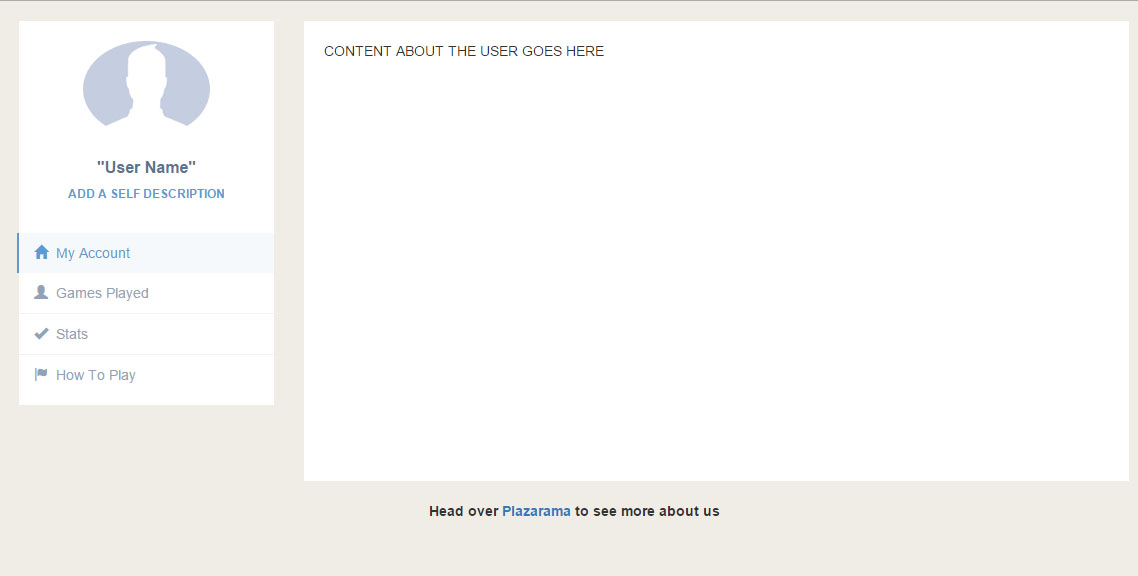 "User Name"
ADD A SELF DESCRIPTION
My Account
Games Played
Stats
How To Play
CONTENT ABOUT THE USER GOES HERE
Head over Plazarama to see more about us